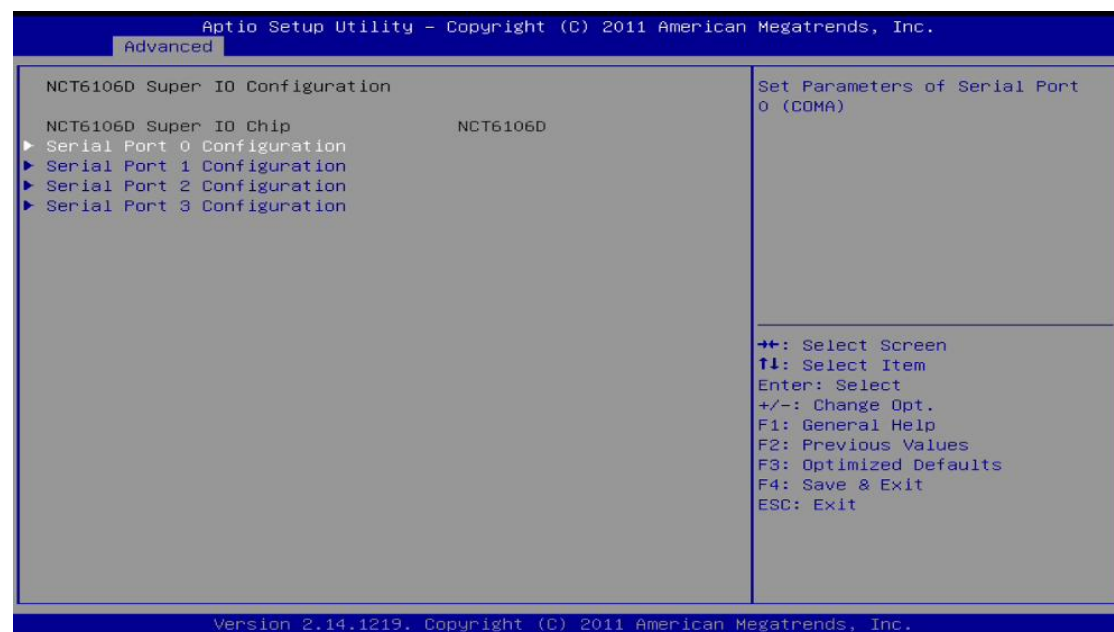 Aptio Setup Utility – Copyright (C) 2011 American Megatrends, Inc.
Advanced
NCT6106D Super IO Configuration
NCT6106D Super IO Chip NCT6106D
► Serial Port 0 Configuration
► Serial Port 1 Configuration
► Serial Port 2 Configuration
► Serial Port 3 Configuration
Set Parameters of Serial Port
0 (COMA)
→←: Select Screen
↑↓: Select Item
Enter: Select
+/-: Change Opt.
F1: General Help
F2: Previous Values
F3: Optimized Defaults
F4: Save & Exit
ESC: Exit
Version 2.14.1219. Copyright (C) 2011 American Megatrends, Inc.